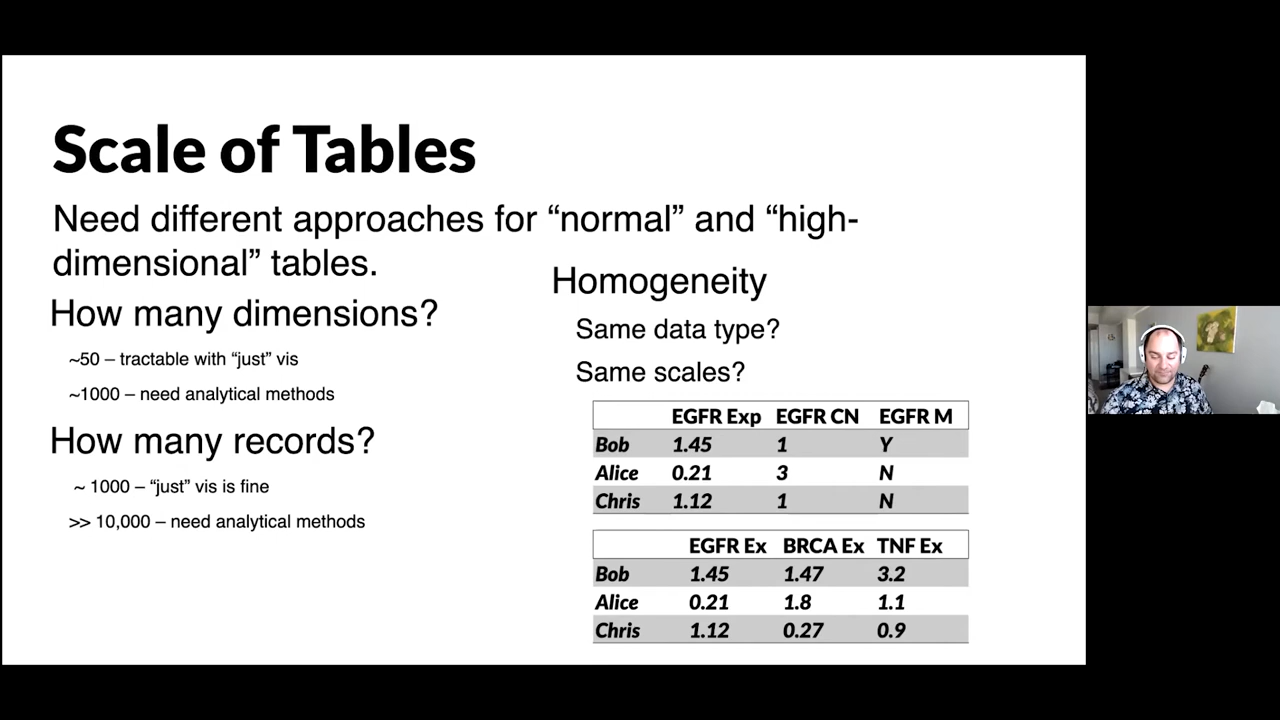 Scale of Tables
Need different approaches for “normal” and “high-
dimensional” tables.
How many dimensions?
~50 – tractable with “just” vis
~1000 – need analytical methods
How many records?
~ 1000 – “just” vis is fine
>> 10,000 – need analytical methods
Homogeneity
Same data type?
Same scales?
EGFR Exp EGFR CN EGFR M
Bob 1.45 1 Y
Alice 0.21 3 N
Chris 1.12 1 N
EGFR Ex BRCA Ex TNF Ex
Bob 1.45 1.47 3.2
Alice 0.21 1.8 1.1
Chris 1.12 0.27 0.9